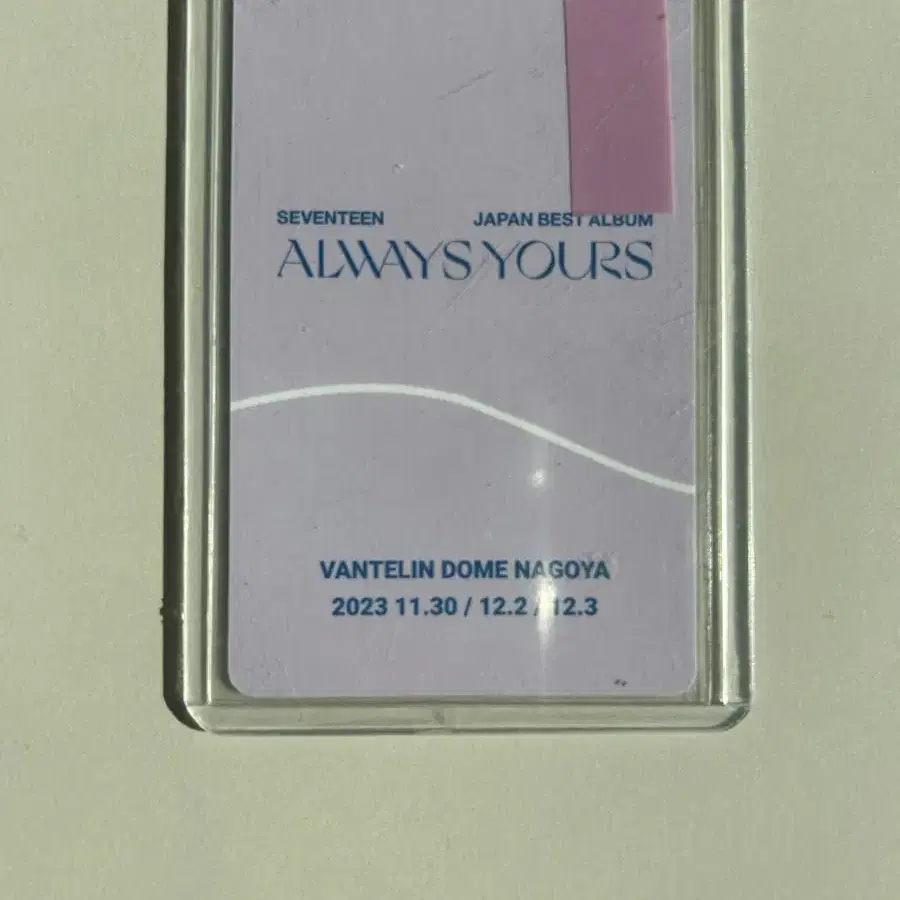 SEVENTEEN JAPAN BEST ALBUM
ALWAYS YOURS
VANTELIN DOME NAGOYA
2023 11.30 / 12.2 / 12.3